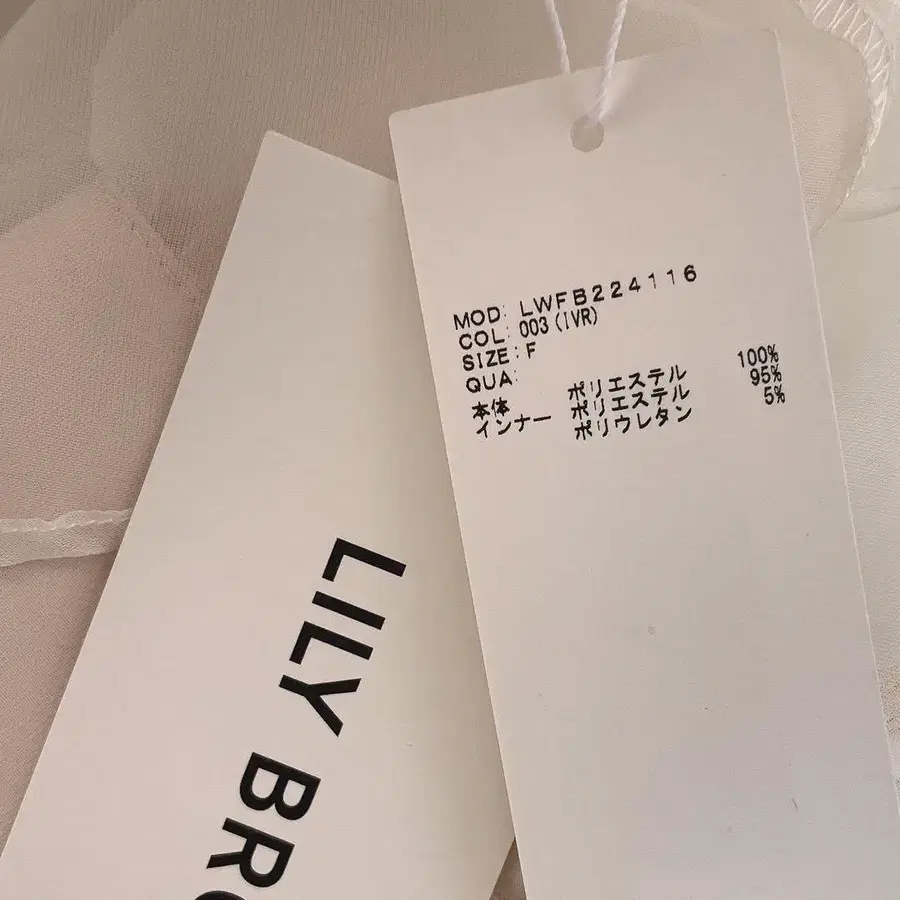 MOD: LWFB224116
COL: 003(IVR)
SIZE: F
QUA:
本体 ポリエステル 100%
インナー ポリエステル 95%
ポリウレタン 5%
LILY BRO